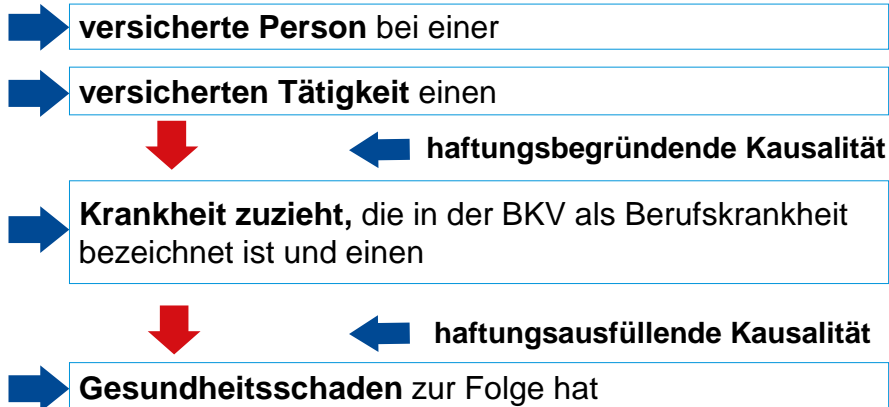 versicherte Person bei einer
versicherten Tätigkeit einen
haftungsbegründende Kausalität
Krankheit zuzieht, die in der BKV als Berufskrankheit
bezeichnet ist und einen
haftungsausfüllende Kausalität
Gesundheitsschaden zur Folge hat